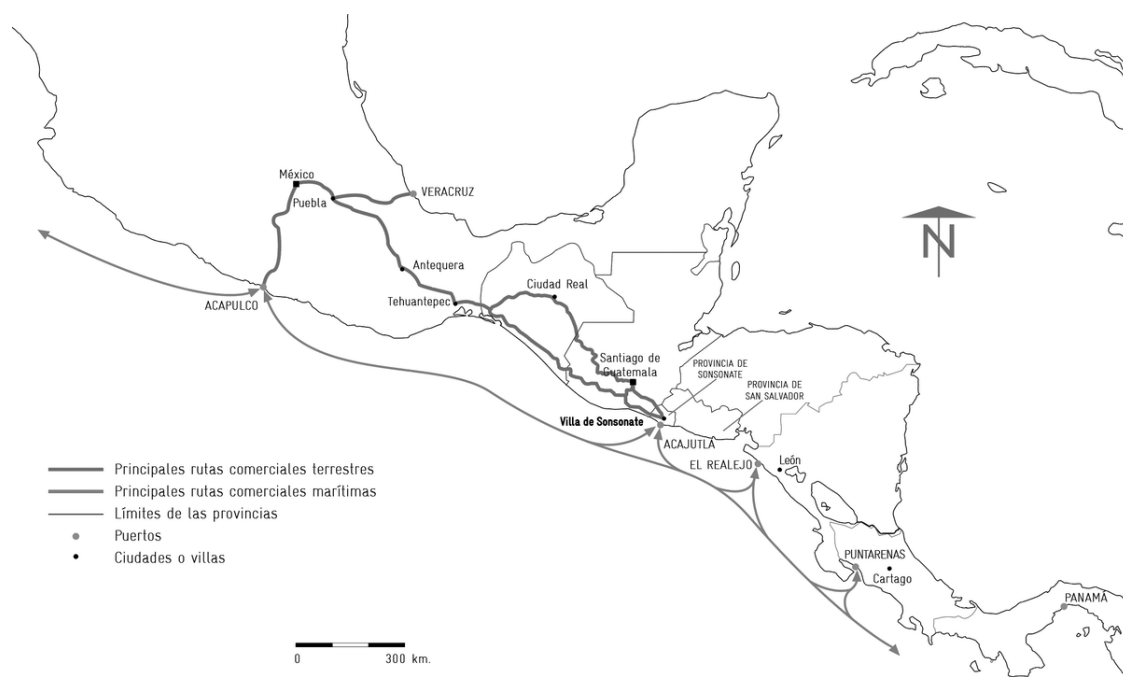 México
Puebla
VERACRUZ
Antequera
ACAPULCO
Tehuantepec
Ciudad Real
Santiago de
Guatemala
PROVINCIA DE
SONSONATE
PROVINCIA DE
SAN SALVADOR
Villa de Sonsonate
ACAJUTLA
EL REALEJO
León
PUNTARENAS
Cartago
PANAMÁ
N
Principales rutas comerciales terrestres
Principales rutas comerciales marítimas
Límites de las provincias
Puertos
Ciudades o villas
0 300 km.